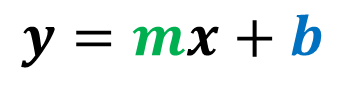 y = mx + b